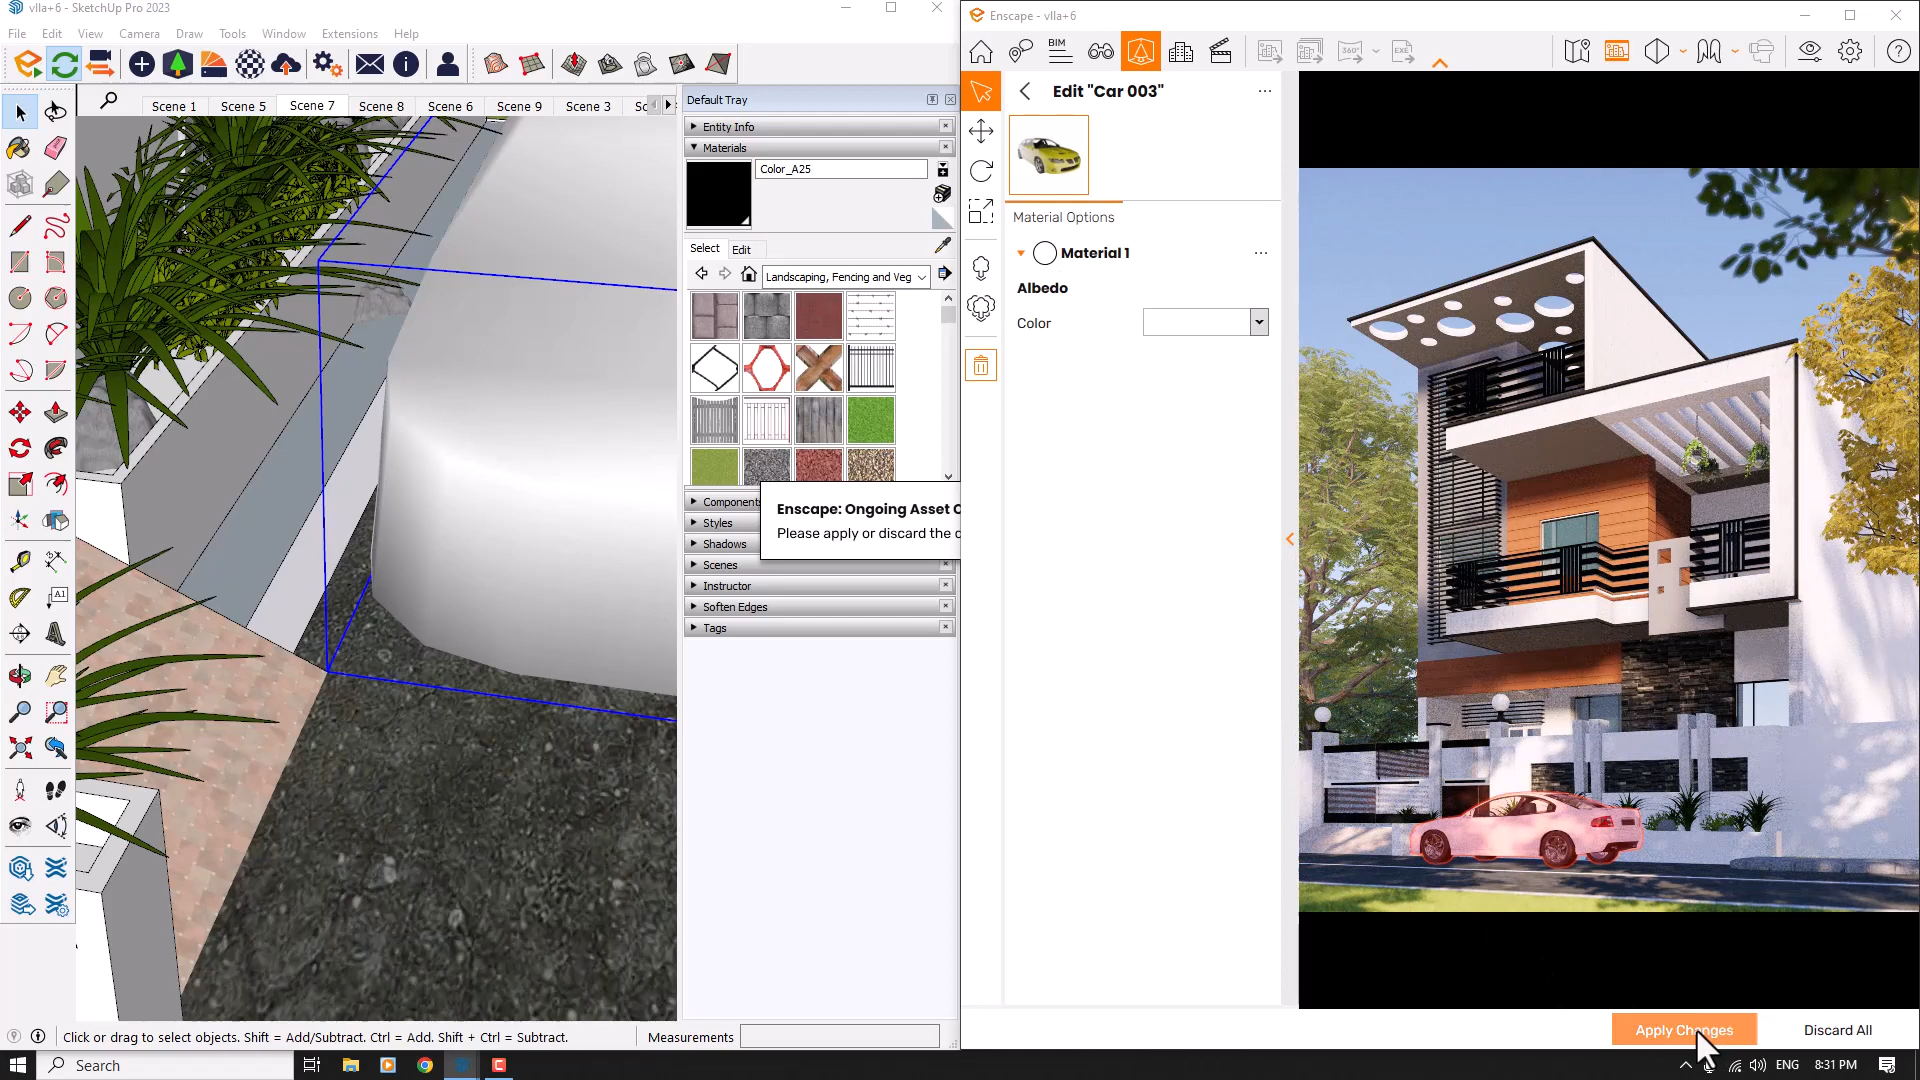 vlla+6 - SketchUp Pro 2023
File Edit View Camera Draw Tools Window Extensions Help
Scene 1 Scene 5 Scene 7 Scene 8 Scene 6 Scene 9 Scene 3 Sc
Default Tray
Entity Info
Materials
Color_A25
Select Edit
Landscaping, Fencing and Veg
Components
Styles
Shadows
Scenes
Instructor
Soften Edges
Tags
Enscape: Ongoing Asset C
Please apply or discard the c
A1
Click or drag to select objects. Shift = Add/Subtract. Ctrl = Add. Shift + Ctrl = Subtract.
Measurements
Enscape - vlla+6
BIM
360°
EXE
Edit "Car 003"
Material Options
Material 1
Albedo
Color
Apply Changes
Discard All
Search
ENG
8:31 PM